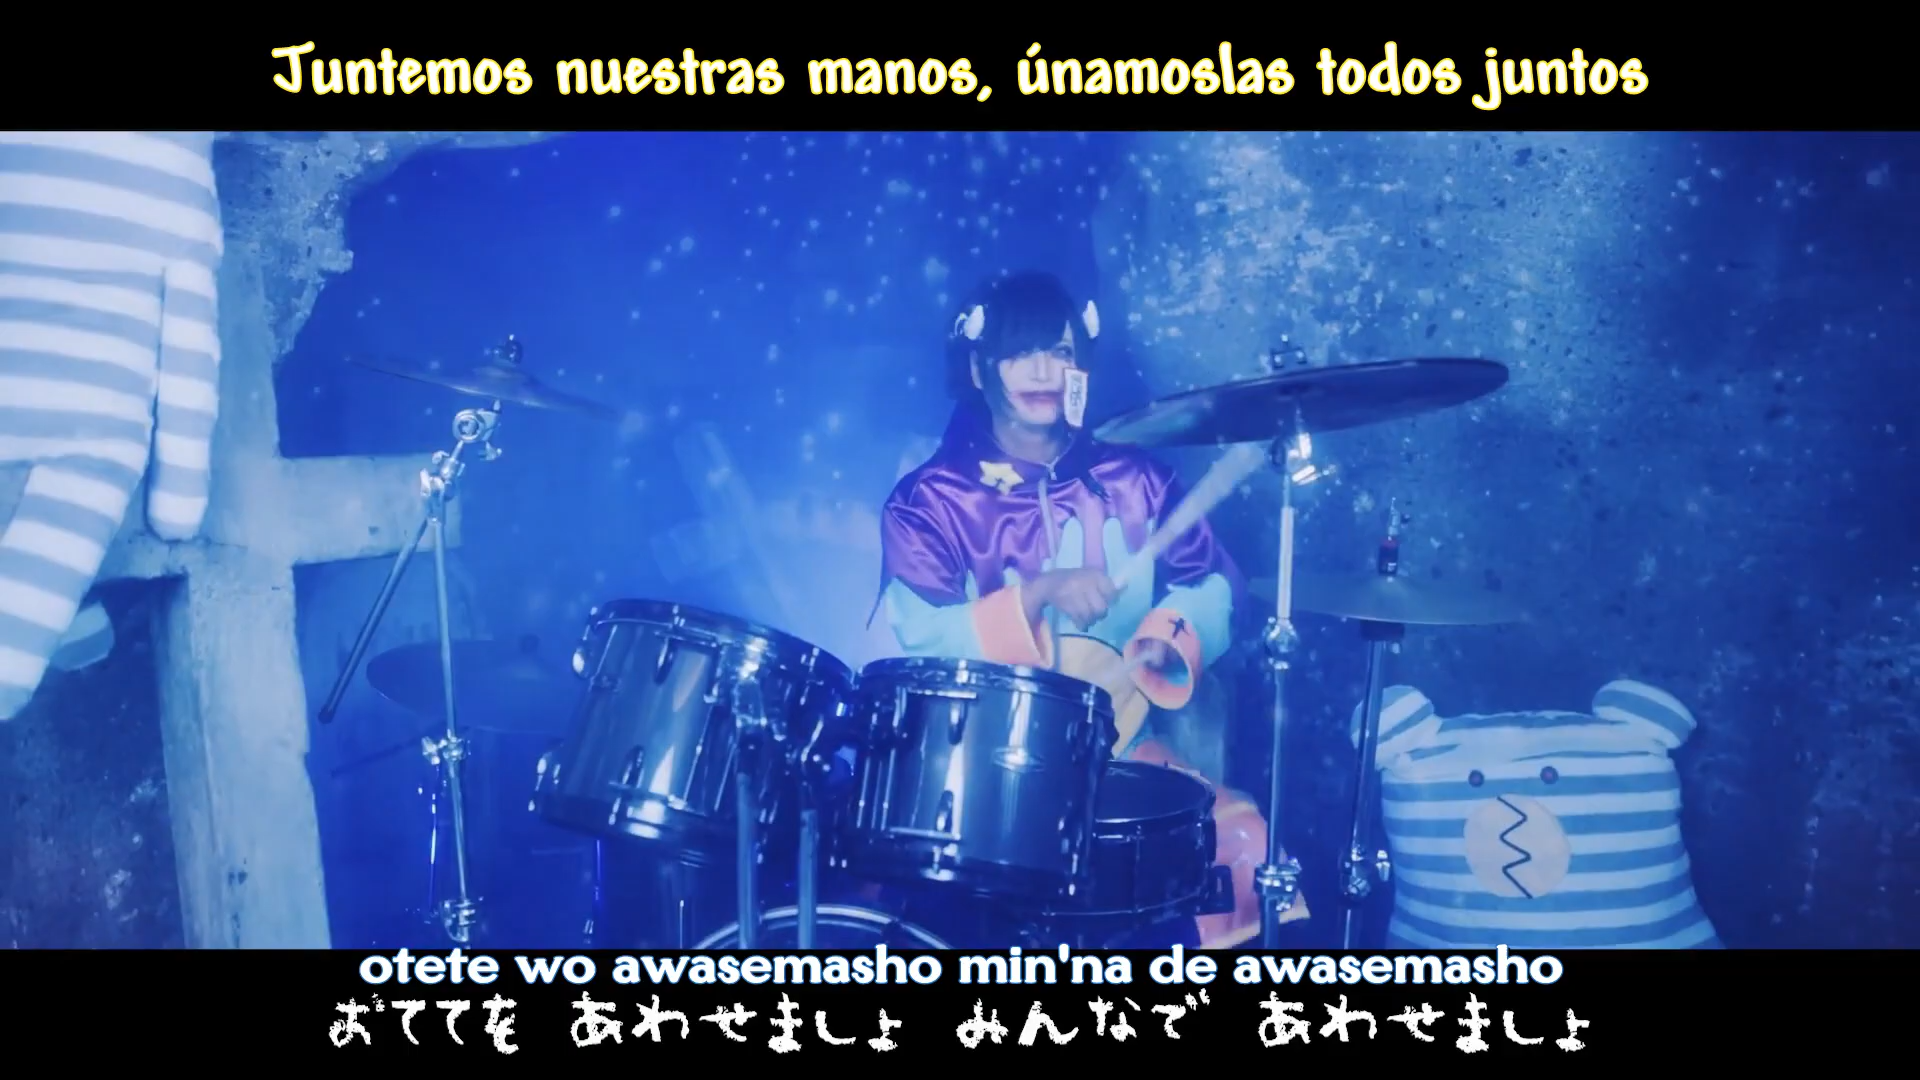 Juntemos nuestras manos, únamoslas todos juntos
otete wo awasemasho min'na de awasemasho
おててを あわせましょ みんなで あわせましょ